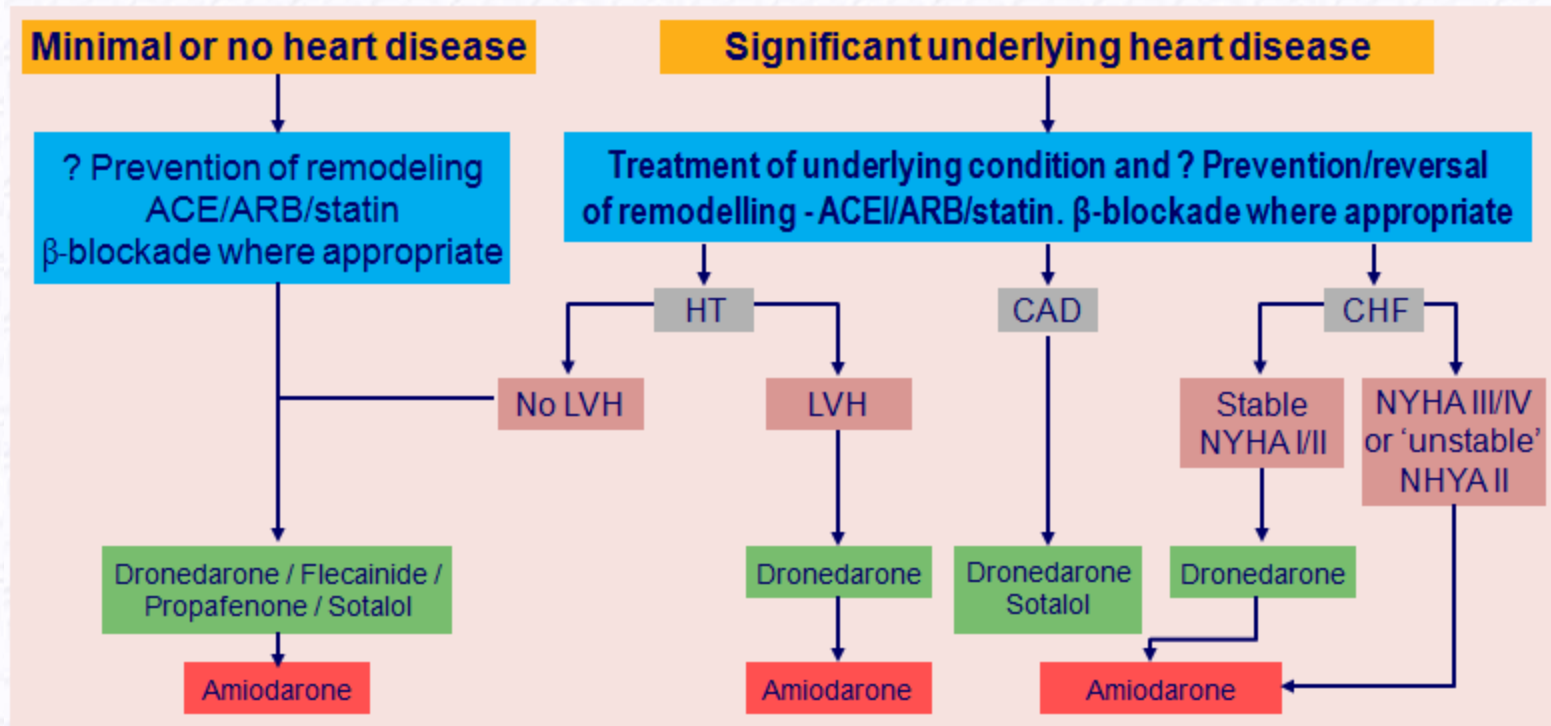 Minimal or no heart disease
Significant underlying heart disease
? Prevention of remodeling
ACE/ARB/statin
β-blockade where appropriate
Treatment of underlying condition and ? Prevention/reversal
of remodelling - ACEI/ARB/statin. β-blockade where appropriate
HT
CAD
CHF
No LVH
LVH
Stable
NYHA I/II
NYHA III/IV
or ‘unstable’
NHYA II
Dronedarone / Flecainide /
Propafenone / Sotalol
Dronedarone
Dronedarone
Sotalol
Dronedarone
Amiodarone
Amiodarone
Amiodarone